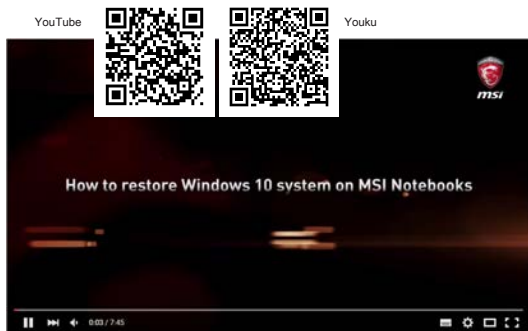 YouTube
Youku
msi
How to restore Windows 10 system on MSI Notebooks
0:03 / 7:45